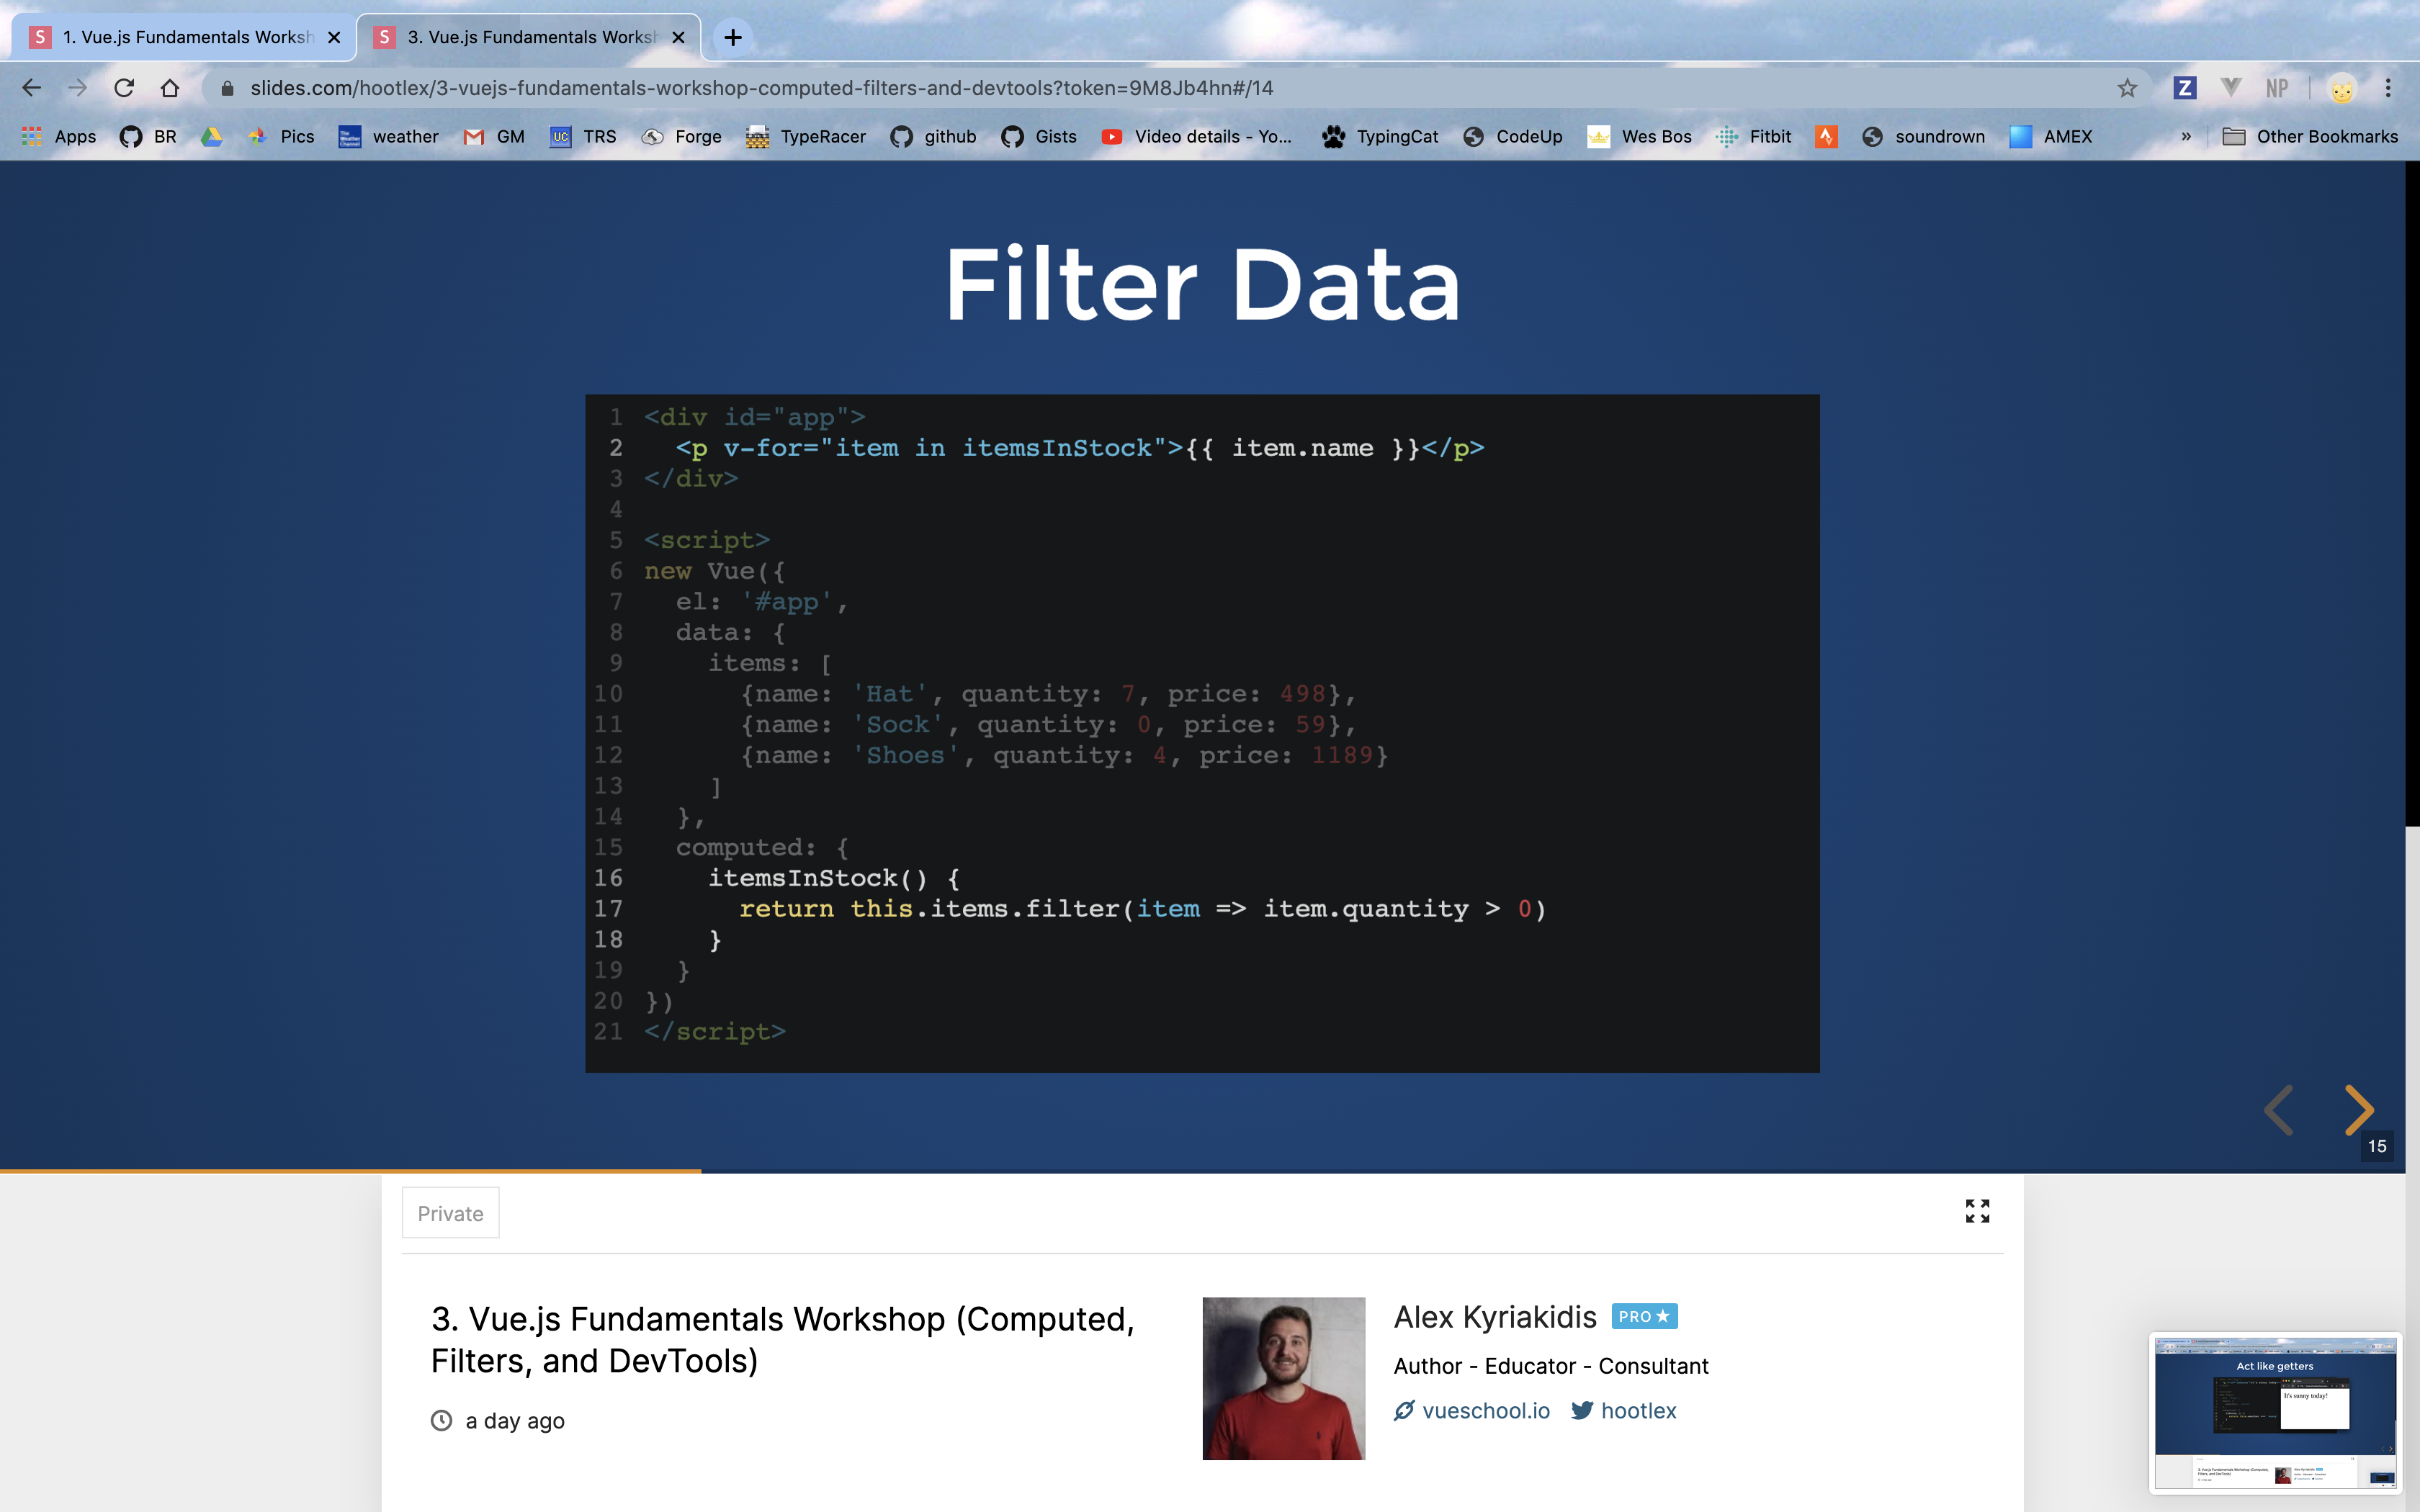 S 1. Vue.js Fundamentals Worksh
S 3. Vue.js Fundamentals Worksh
slides.com/hootlex/3-vuejs-fundamentals-workshop-computed-filters-and-devtools?token=9M8Jb4hn#/14
Z NP
Apps BR Pics weather GM UC TRS Forge TypeRacer github Gists Video details - Yo... TypingCat CodeUp Wes Bos Fitbit soundrown AMEX » Other Bookmarks
Filter Data
1 <div id="app">
2   <p v-for="item in itemsInStock">{{ item.name }}</p>
3 </div>
4
5 <script>
6 new Vue({
7   el: '#app',
8   data: {
9     items: [
10       {name: 'Hat', quantity: 7, price: 498},
11       {name: 'Sock', quantity: 0, price: 59},
12       {name: 'Shoes', quantity: 4, price: 1189}
13     ]
14   },
15   computed: {
16     itemsInStock() {
17       return this.items.filter(item => item.quantity > 0)
18     }
19   }
20 })
21 </script>
15
Private
3. Vue.js Fundamentals Workshop (Computed,
Filters, and DevTools)
a day ago
Alex Kyriakidis PRO
Author - Educator - Consultant
vueschool.io hootlex
Act like getters
It's sunny today!